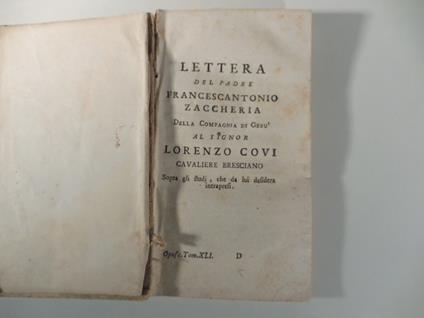 LETTERA
DEL PADRE
FRANCESCANTONIO
ZACCHERIA
DELLA COMPAGNIA DI GESU'
AL SIGNOR
LORENZO COVI
CAVALIERE BRESCIANO
Sopra gli studj, che da lui desidera
intrapresi.
Opusc. Tom. XLI. D